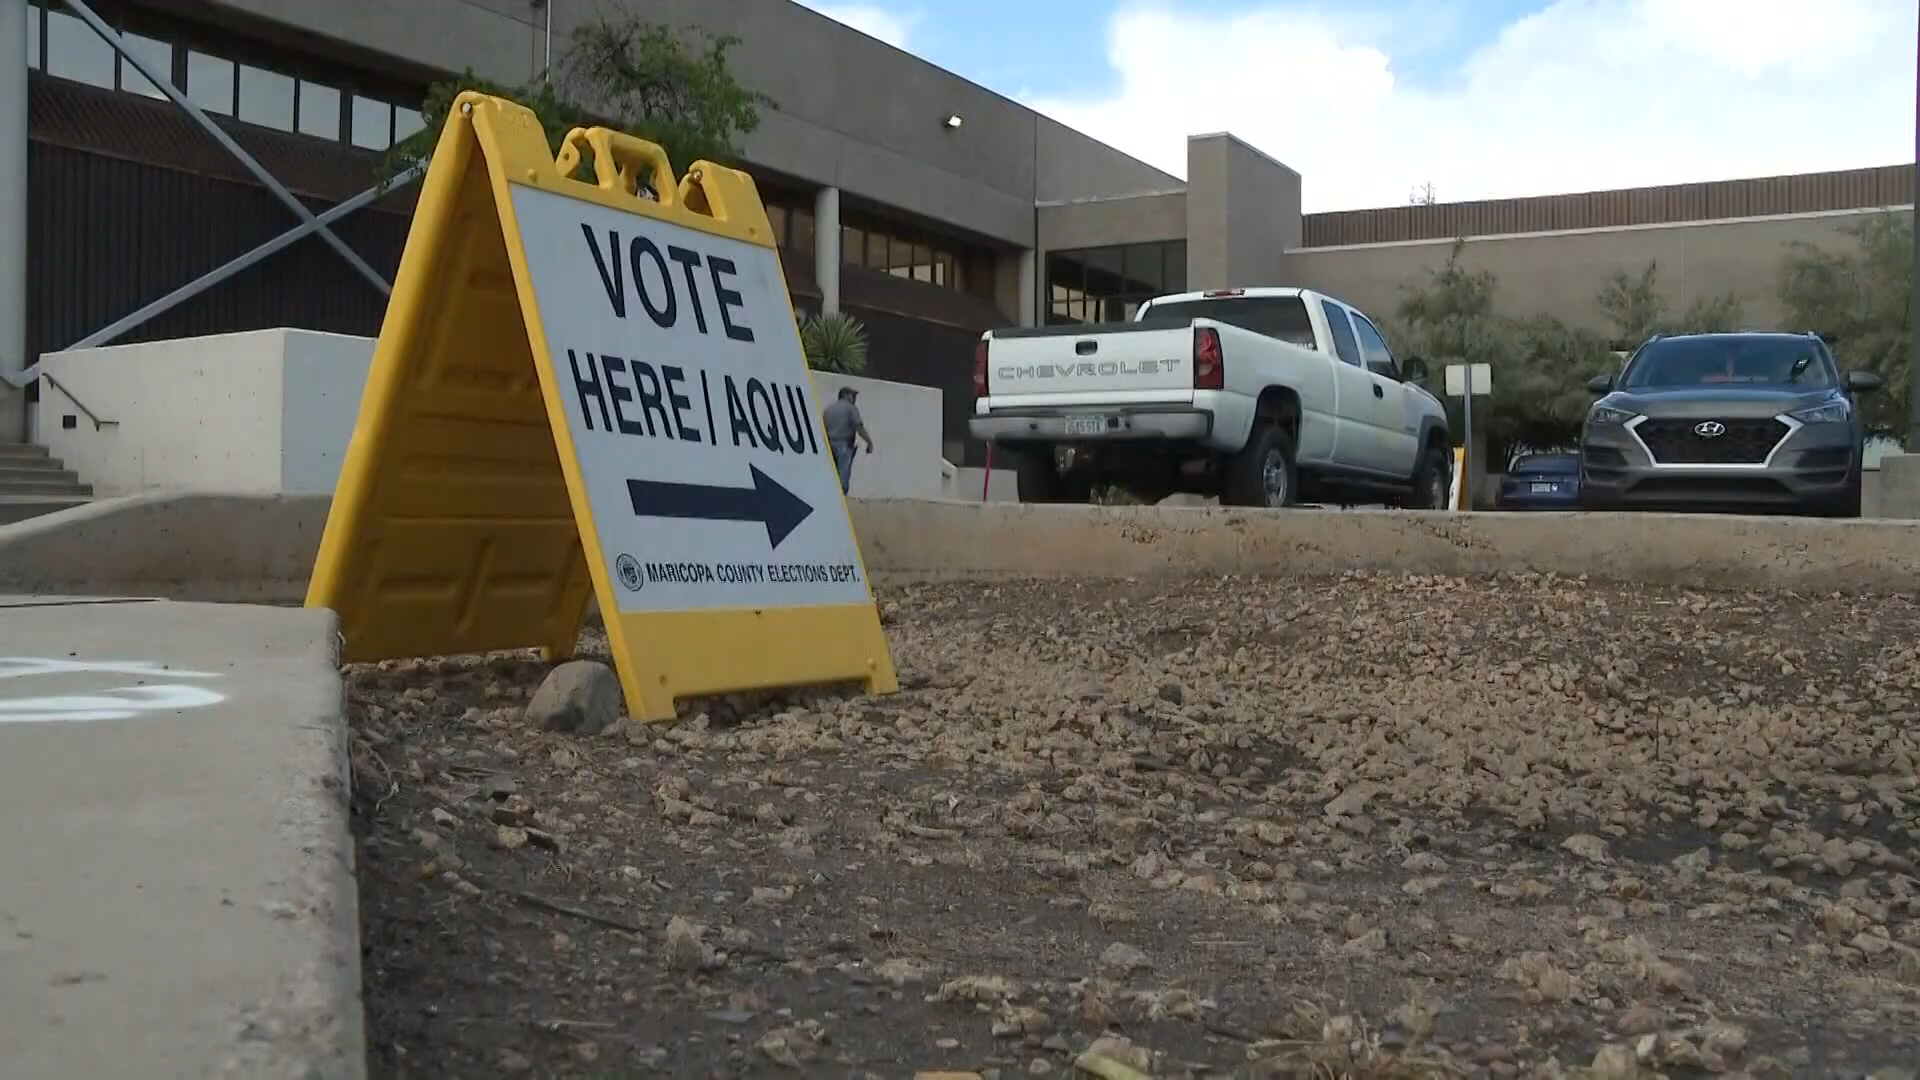 VOTE
HERE / AQUI
MARICOPA COUNTY ELECTIONS DEPT.
CHEVROLET